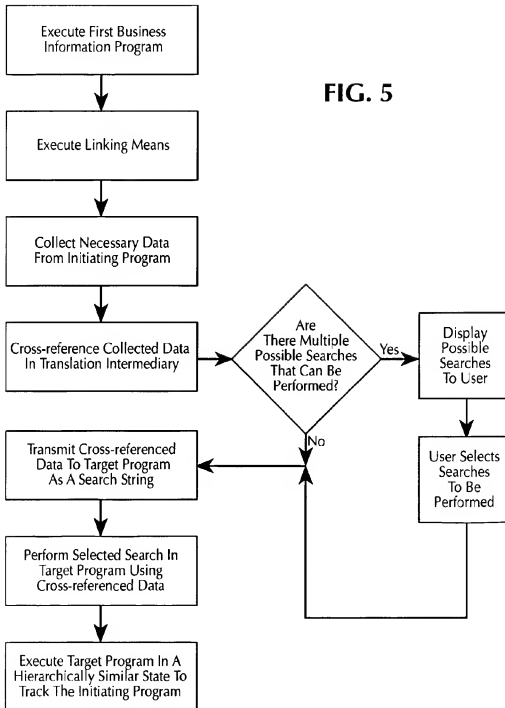 Execute First Business
Information Program
FIG. 5
Execute Linking Means
Collect Necessary Data
From Initiating Program
Cross-reference Collected Data
In Translation Intermediary
Are
There Multiple
Possible Searches
That Can Be
Performed?
Yes
Display
Possible
Searches
To User
No
User Selects
Searches
To Be
Performed
Transmit Cross-referenced
Data To Target Program
As A Search String
Perform Selected Search In
Target Program Using
Cross-referenced Data
Execute Target Program In A
Hierarchically Similar State To
Track The Initiating Program